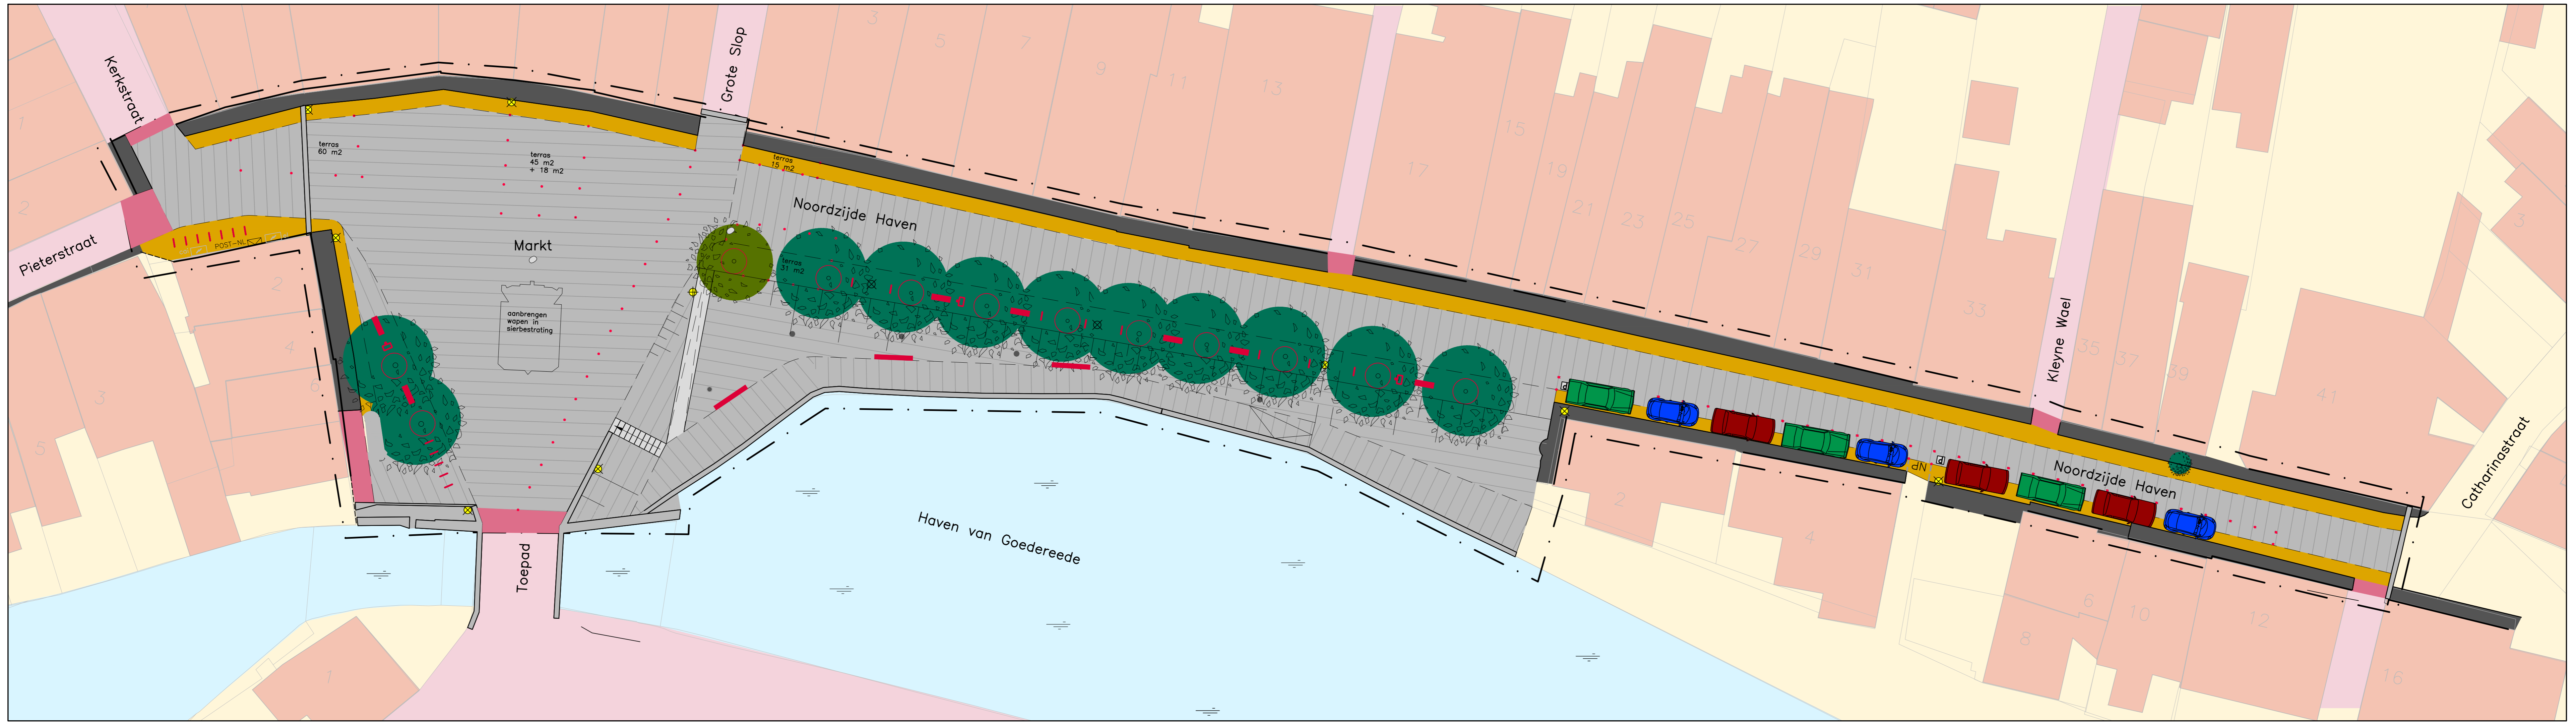 Kerkstraat
Pieterstraat
Grote Slop
terras
60 m2
terras
45 m2
+ 18 m2
terras
15 m2
Noordzijde Haven
Markt
POST-NL
aanbrengen
wapen in
sierbestrating
terras
31 m2
Toepad
Haven van Goedereede
Kleyne Wael
Noordzijde Haven
Catharinastraat
NP
P
P
1
2
3
5
2
4
6
1
3
5
7
9
11
13
15
17
19
21
23
25
27
29
31
33
35
37
39
41
3
2
4
6
8
10
12
16